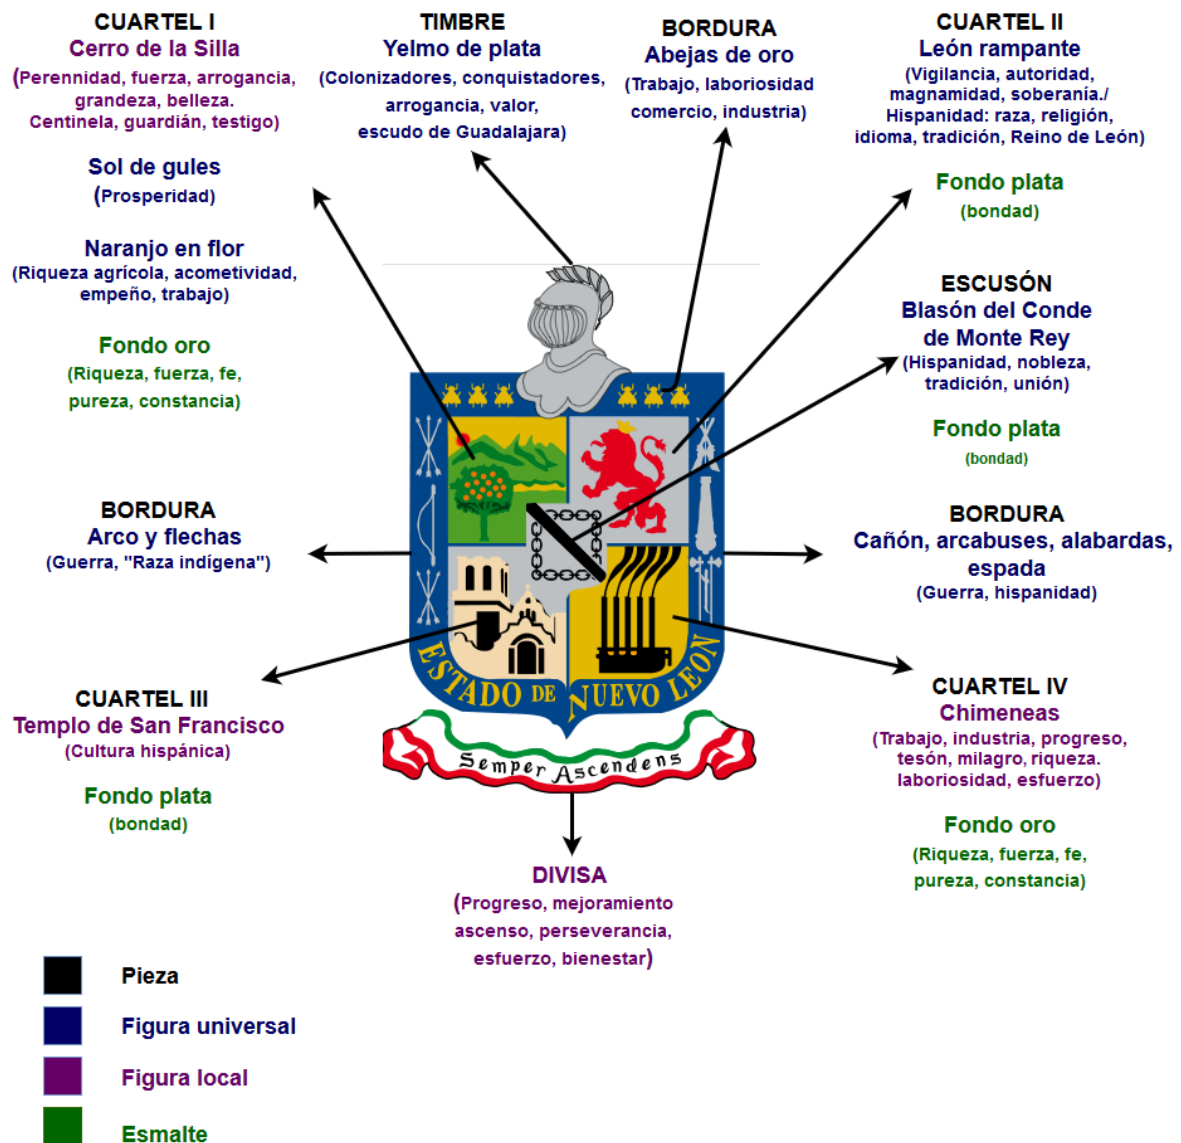 CUARTEL I
Cerro de la Silla
(Perennidad, fuerza, arrogancia,
grandeza, belleza.
Centinela, guardián, testigo)
Sol de gules
(Prosperidad)
Naranjo en flor
(Riqueza agrícola, acometividad,
empeño, trabajo)
Fondo oro
(Riqueza, fuerza, fe,
pureza, constancia)
TIMBRE
Yelmo de plata
(Colonizadores, conquistadores,
arrogancia, valor,
escudo de Guadalajara)
BORDURA
Abejas de oro
(Trabajo, laboriosidad
comercio, industria)
CUARTEL II
León rampante
(Vigilancia, autoridad,
magnamidad, soberanía./
Hispanidad: raza, religión,
idioma, tradición, Reino de León)
Fondo plata
(bondad)
ESCUSÓN
Blasón del Conde
de Monte Rey
(Hispanidad, nobleza,
tradición, unión)
Fondo plata
(bondad)
BORDURA
Arco y flechas
(Guerra, "Raza indígena")
BORDURA
Cañón, arcabuses, alabardas,
espada
(Guerra, hispanidad)
ESTADO DE NUEVO LEON
Semper Ascendens
CUARTEL III
Templo de San Francisco
(Cultura hispánica)
Fondo plata
(bondad)
CUARTEL IV
Chimeneas
(Trabajo, industria, progreso,
tesón, milagro, riqueza.
laboriosidad, esfuerzo)
Fondo oro
(Riqueza, fuerza, fe,
pureza, constancia)
DIVISA
(Progreso, mejoramiento
ascenso, perseverancia,
esfuerzo, bienestar)
Pieza
Figura universal
Figura local
Esmalte